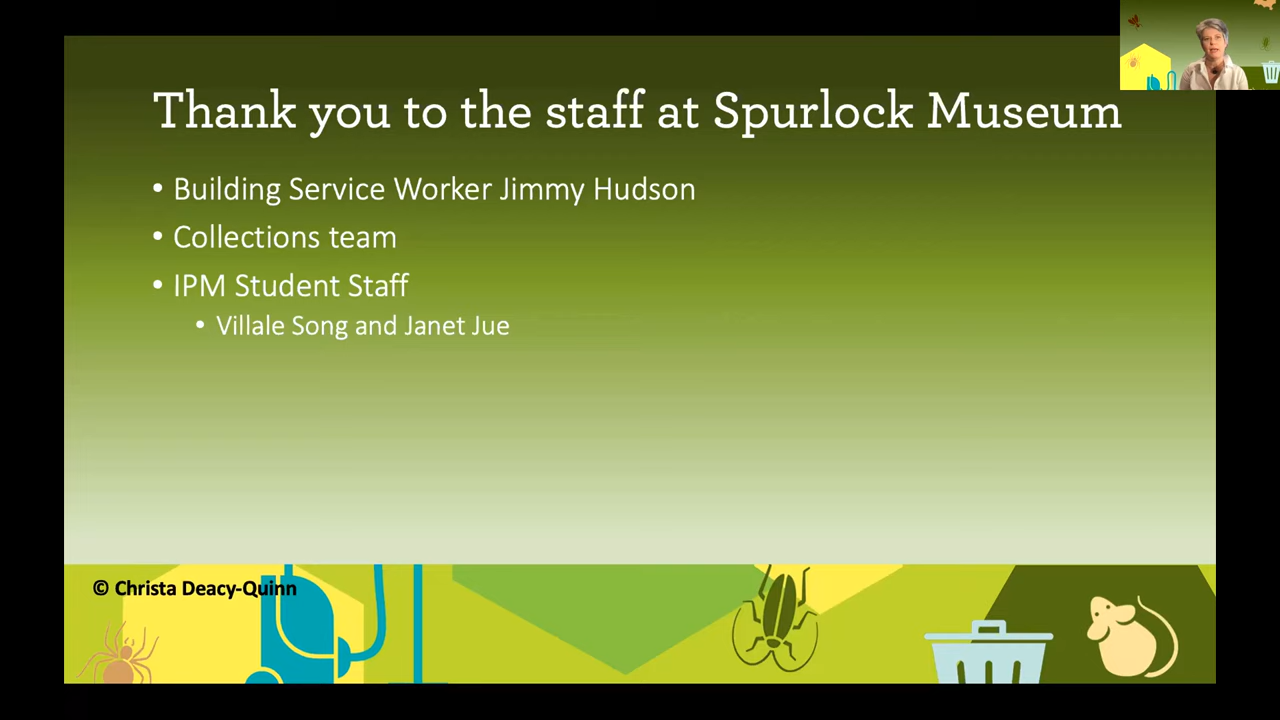 Thank you to the staff at Spurlock Museum
• Building Service Worker Jimmy Hudson
• Collections team
• IPM Student Staff
• Villale Song and Janet Jue
© Christa Deacy-Quinn